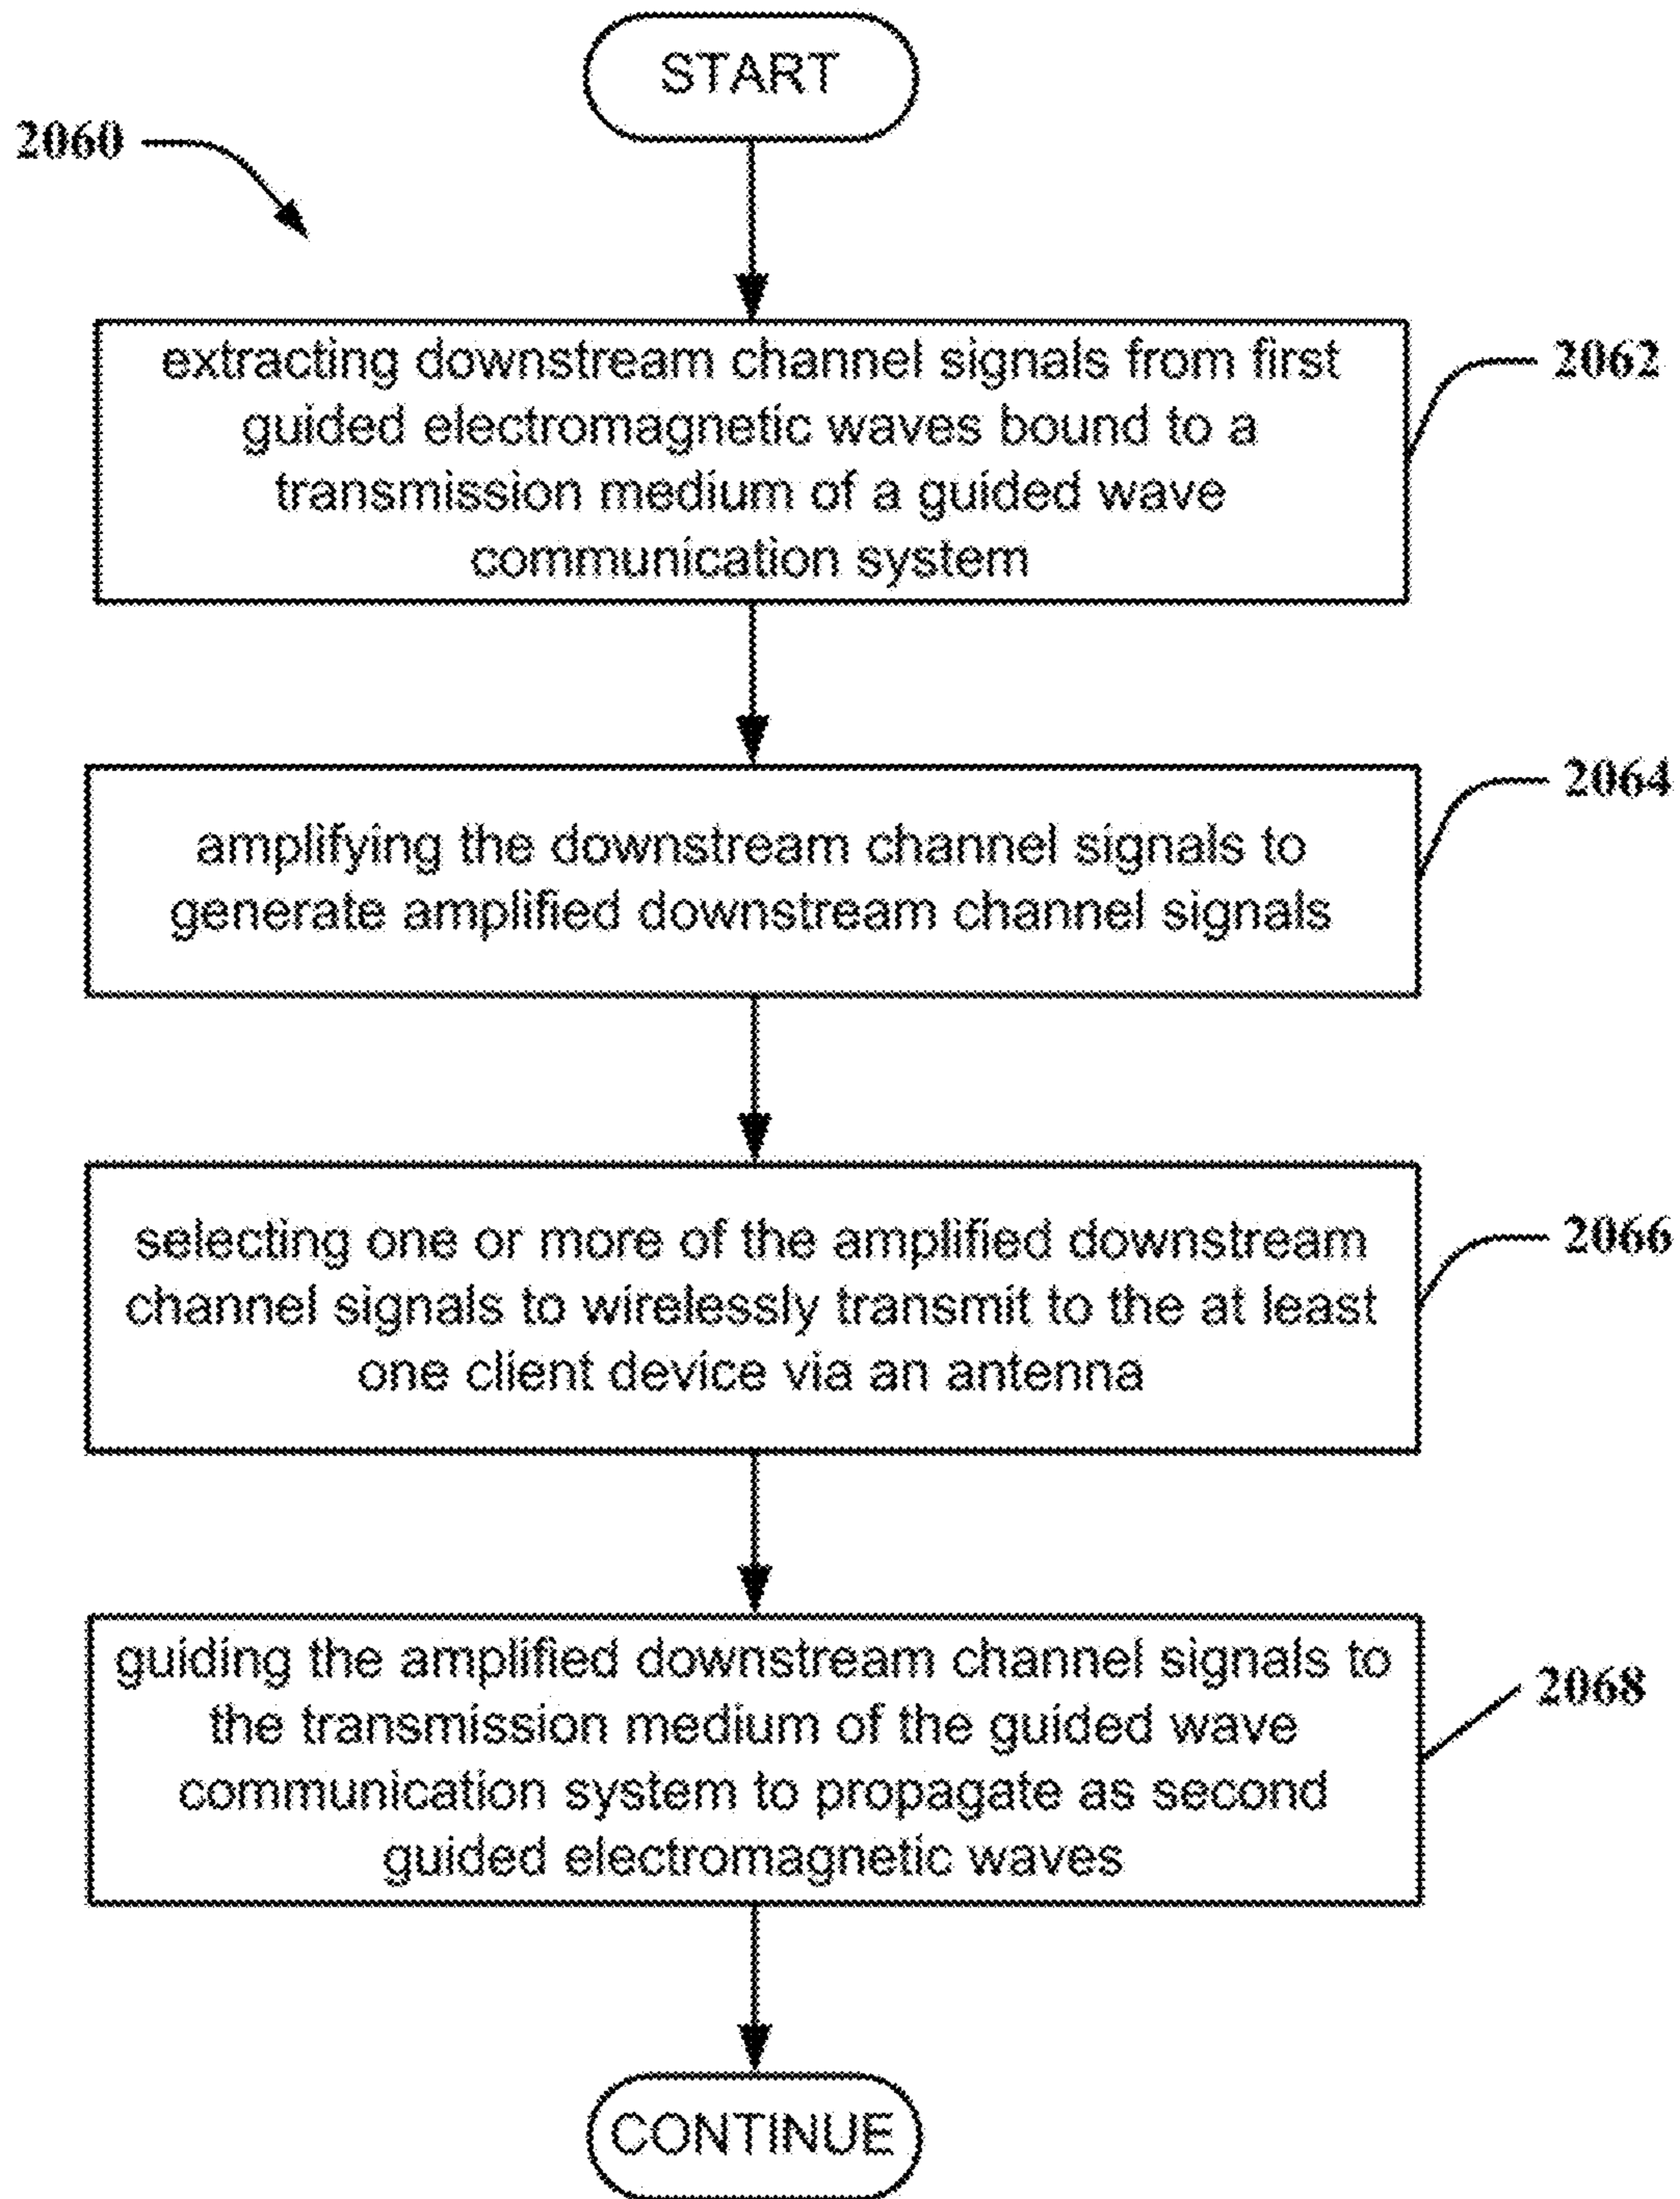 START
2060
extracting downstream channel signals from first
guided electromagnetic waves bound to a
transmission medium of a guided wave
communication system
2062
amplifying the downstream channel signals to
generate amplified downstream channel signals
2064
selecting one or more of the amplified downstream
channel signals to wirelessly transmit to the at least
one client device via an antenna
2066
guiding the amplified downstream channel signals to
the transmission medium of the guided wave
communication system to propagate as second
guided electromagnetic waves
2068
CONTINUE